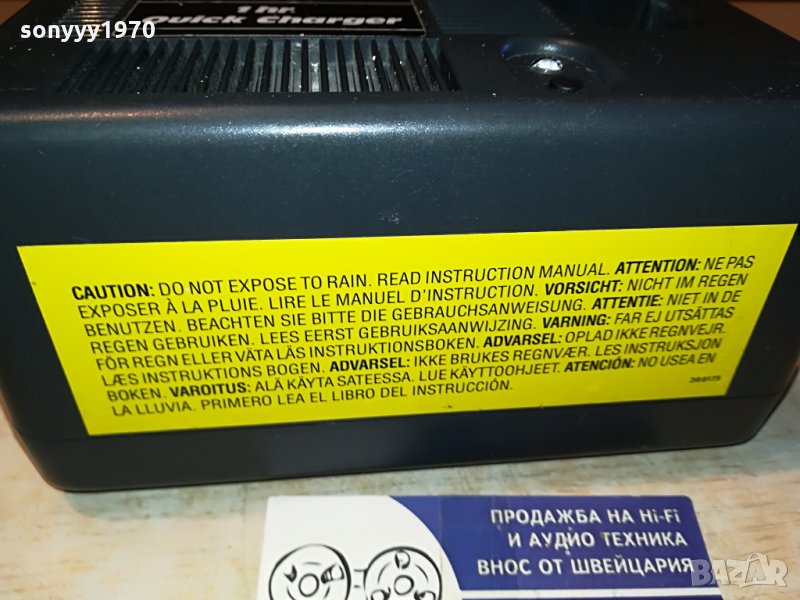 sonyyy1970
1 hr.
Quick Charger
CAUTION: DO NOT EXPOSE TO RAIN. READ INSTRUCTION MANUAL. ATTENTION: NE PAS
EXPOSER À LA PLUIE. LIRE LE MANUEL D'INSTRUCTION. VORSICHT: NICHT IM REGEN
BENUTZEN. BEACHTEN SIE BITTE DIE GEBRAUCHSANWEISUNG. ATTENTIE: NIET IN DE
REGEN GEBRUIKEN. LEES EERST GEBRUIKSAANWIJZING. VARNING: FAR EJ UTSÄTTAS
FÖR REGN ELLER VÄTA LÄS INSTRUKTIONSBOKEN. ADVARSEL: OPLAD IKKE REGNVEJR.
LÆS INSTRUKTIONS BOGEN. ADVARSEL: IKKE BRUKES REGNVÆR. LES INSTRUKSJON
BOKEN. VAROITUS: ALÄ KÄYTA SATEESSA. LUE KÄYTTOOHJEET. ATENCIÓN: NO USEA EN
LA LLUVIA. PRIMERO LEA EL LIBRO DEL INSTRUCCIÓN.
389175
ПРОДАЖБА НА Hi-Fi
И АУДИО ТЕХНИКА
ВНОС ОТ ШВЕЙЦАРИЯ
BAZAR